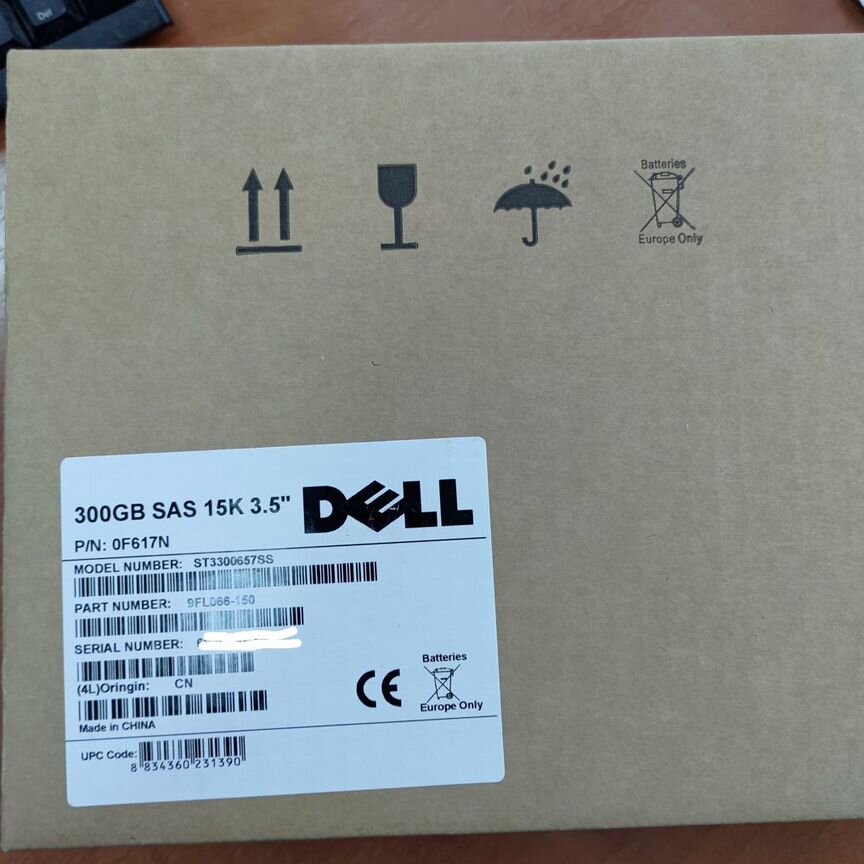 Del
Batteries
Europe Only
300GB SAS 15K 3.5" DELL
P/N: 0F617N
MODEL NUMBER: ST3300657SS
PART NUMBER: 9FL066-150
SERIAL NUMBER:
(4L)Oringin: CN
Made in CHINA
CE
Batteries
Europe Only
UPC Code:
8 834360 231390